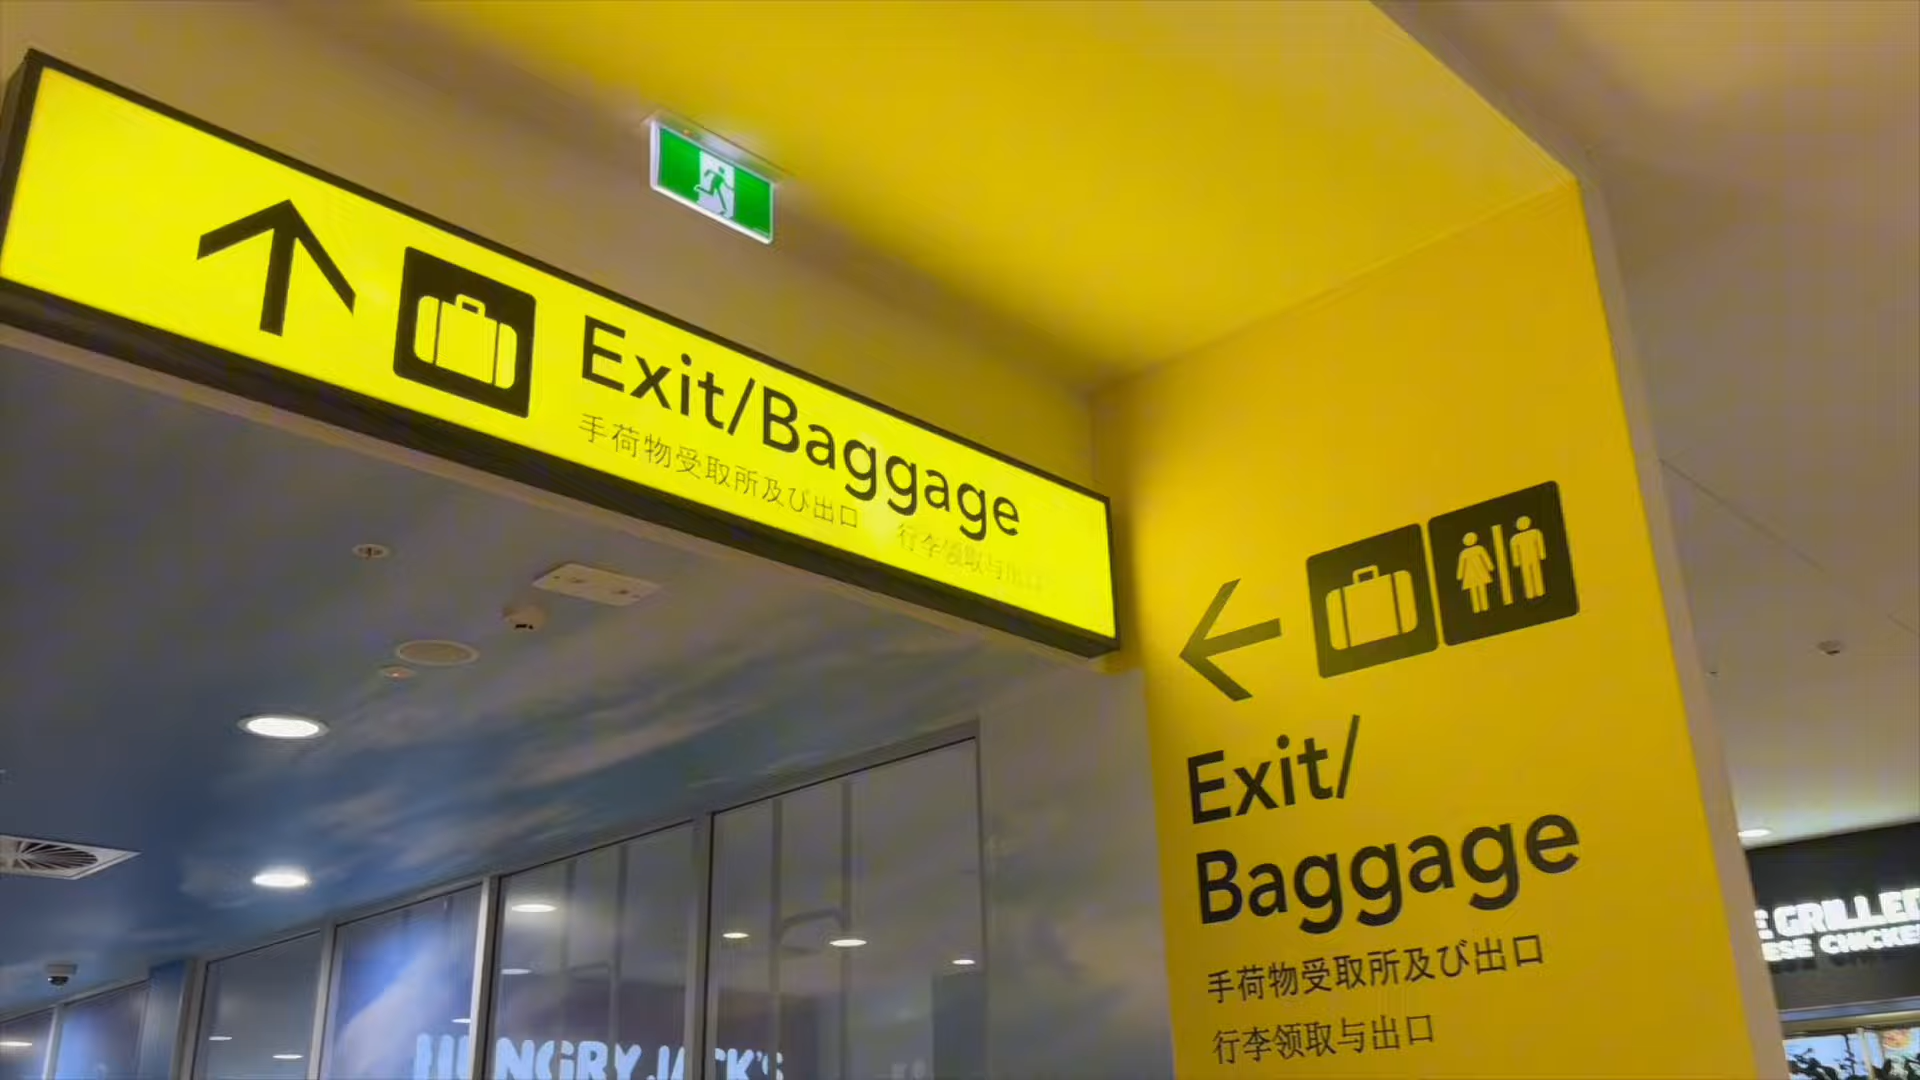 Exit/Baggage
手荷物受取所及び出口 行李领取与出口
Exit/
Baggage
手荷物受取所及び出口
行李领取与出口
HUNGRY JACK'S
GRILLED
CHICKE